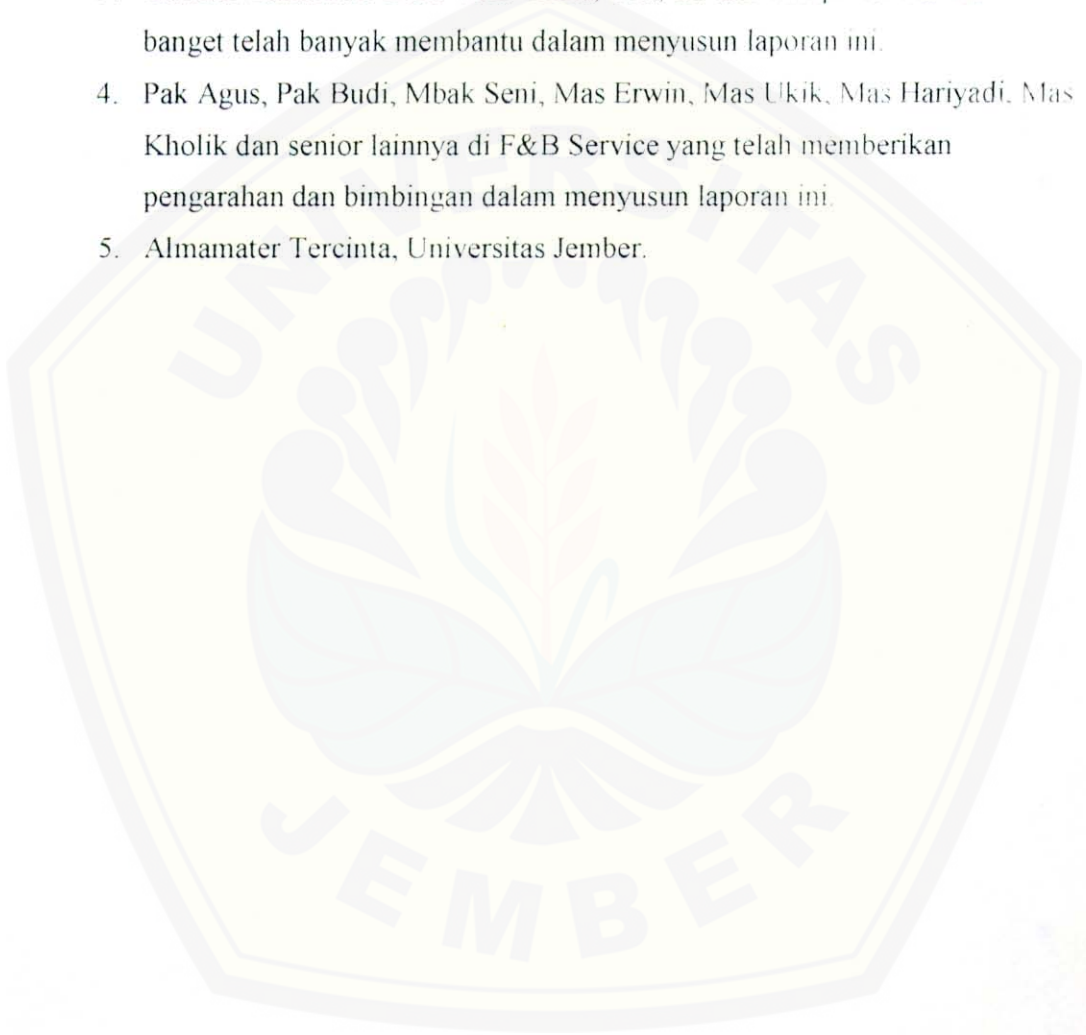 banget telah banyak membantu dalam menyusun laporan ini.
4. Pak Agus, Pak Budi, Mbak Seni, Mas Erwin, Mas Ukik, Mas Hariyadi, Mas
Kholik dan senior lainnya di F&B Service yang telah memberikan
pengarahan dan bimbingan dalam menyusun laporan ini.
5. Almamater Tercinta, Universitas Jember.
UNIVERSITAS
JEMBER